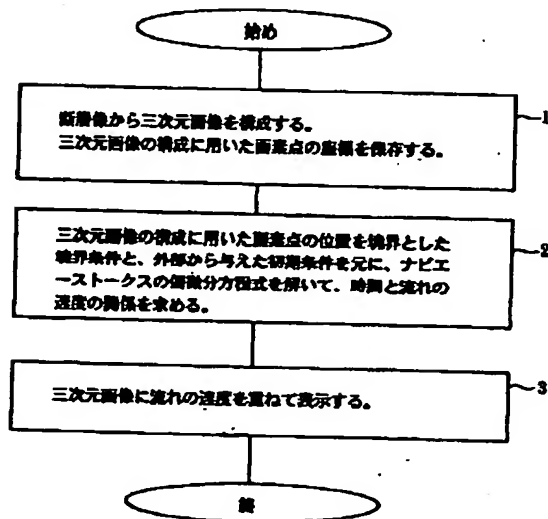 始め
断層像から三次元画像を構成する。
三次元画像の構成に用いた画素点の座標を保存する。
1
三次元画像の構成に用いた画素点の位置を境界とした
境界条件と、外部から与えた初期条件を元に、ナビエ
ーストークスの偏微分方程式を解いて、時間と流れの
速度の関係を求める。
2
三次元画像に流れの速度を重ねて表示する。
3
終